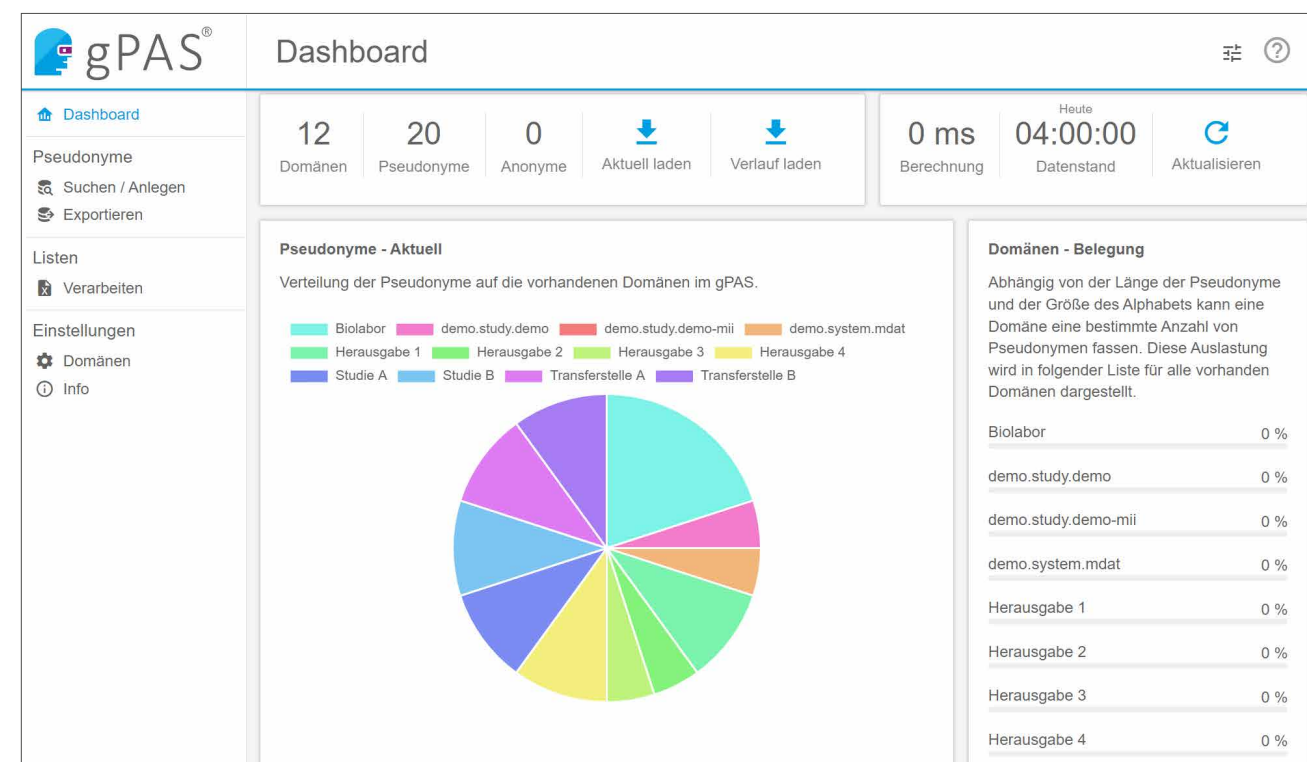 gPAS®
Dashboard
Dashboard
Pseudonyme
Suchen / Anlegen
Exportieren
Listen
Verarbeiten
Einstellungen
Domänen
Info
12
Domänen
20
Pseudonyme
0
Anonyme
Aktuell laden
Verlauf laden
0 ms
Berechnung
Heute
04:00:00
Datenstand
Aktualisieren
Pseudonyme - Aktuell
Verteilung der Pseudonyme auf die vorhandenen Domänen im gPAS.
Biolabor demo.study.demo demo.study.demo-mii demo.system.mdat
Herausgabe 1 Herausgabe 2 Herausgabe 3 Herausgabe 4
Studie A Studie B Transferstelle A Transferstelle B
Domänen - Belegung
Abhängig von der Länge der Pseudonyme
und der Größe des Alphabets kann eine
Domäne eine bestimmte Anzahl von
Pseudonymen fassen. Diese Auslastung
wird in folgender Liste für alle vorhanden
Domänen dargestellt.
Biolabor 0 %
demo.study.demo 0 %
demo.study.demo-mii 0 %
demo.system.mdat 0 %
Herausgabe 1 0 %
Herausgabe 2 0 %
Herausgabe 3 0 %
Herausgabe 4 0 %